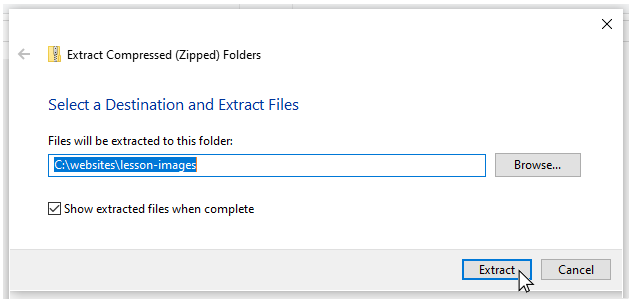 Extract Compressed (Zipped) Folders
Select a Destination and Extract Files
Files will be extracted to this folder:
C:\websites\lesson-images
Browse...
Show extracted files when complete
Extract
Cancel